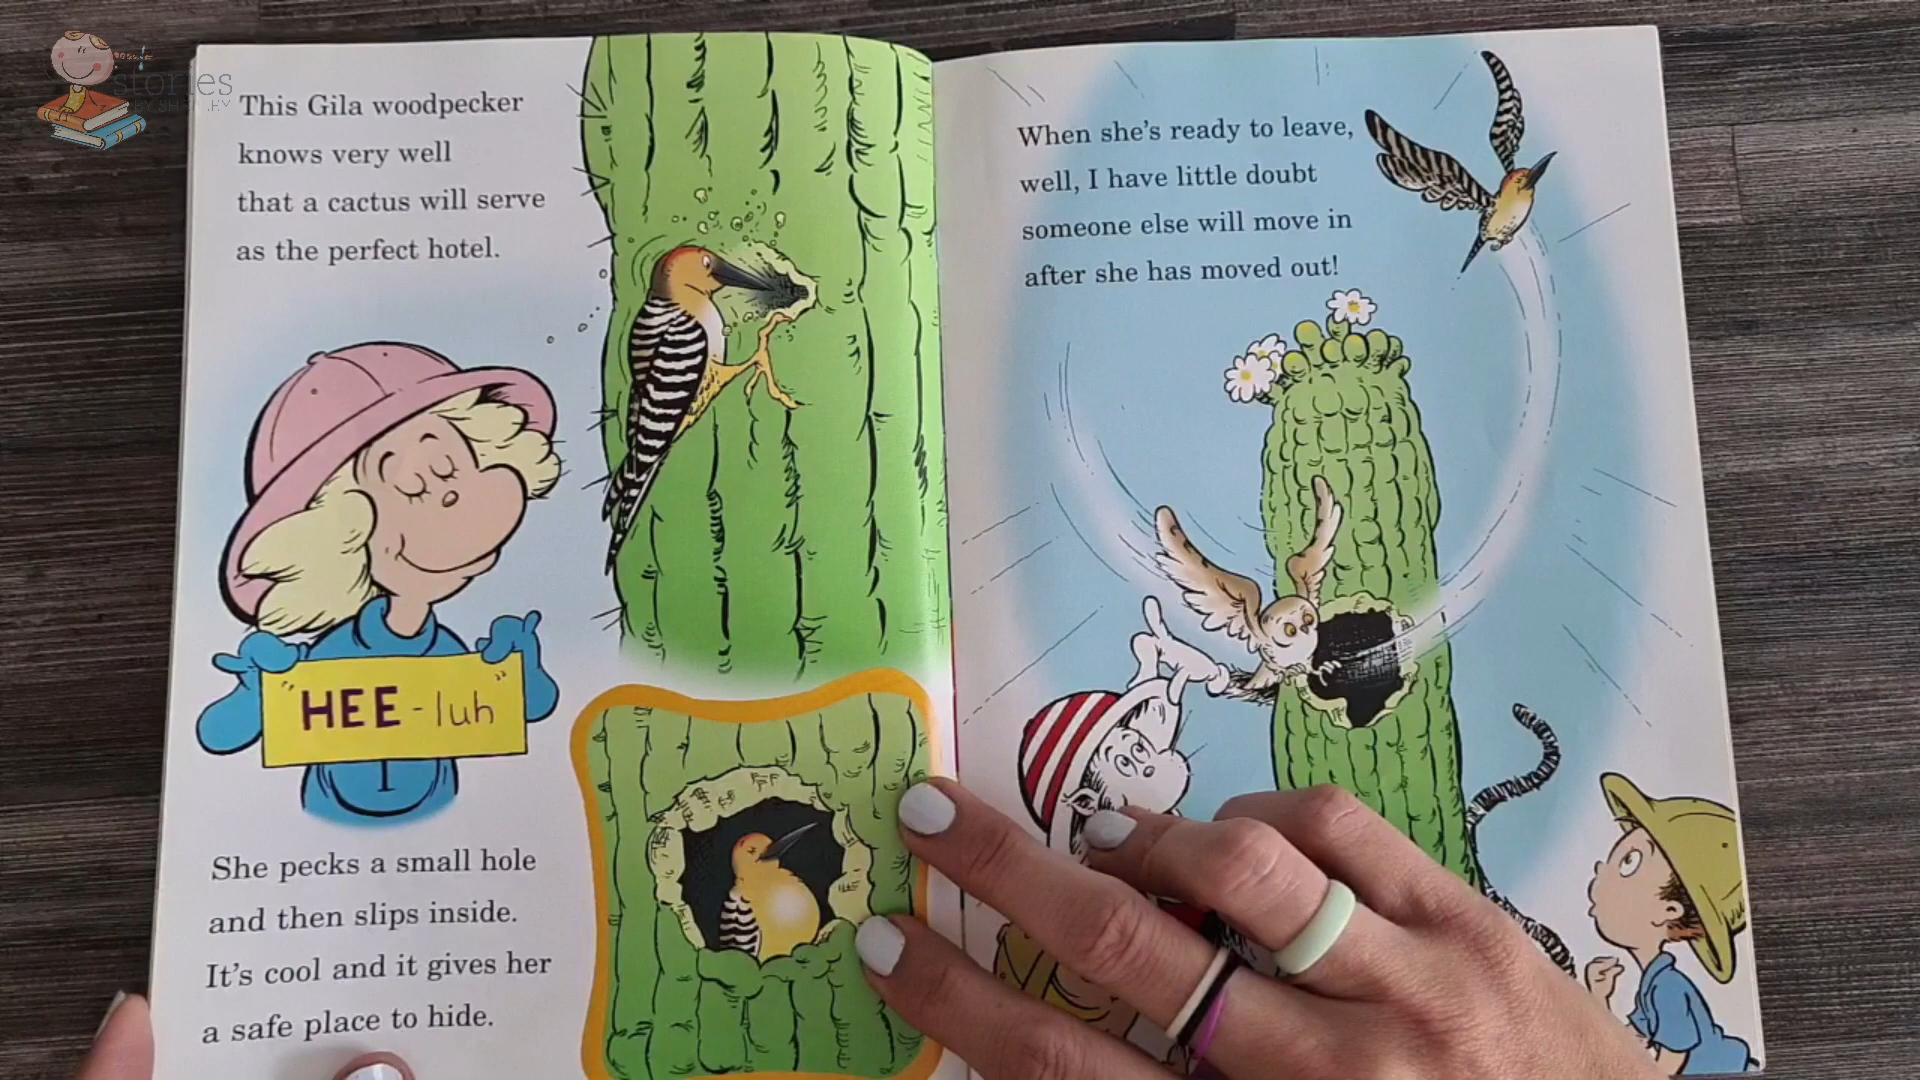 stories
This Gila woodpecker
knows very well
that a cactus will serve
as the perfect hotel.
"HEE-luh"
She pecks a small hole
and then slips inside.
It's cool and it gives her
a safe place to hide.
When she's ready to leave,
well, I have little doubt
someone else will move in
after she has moved out!